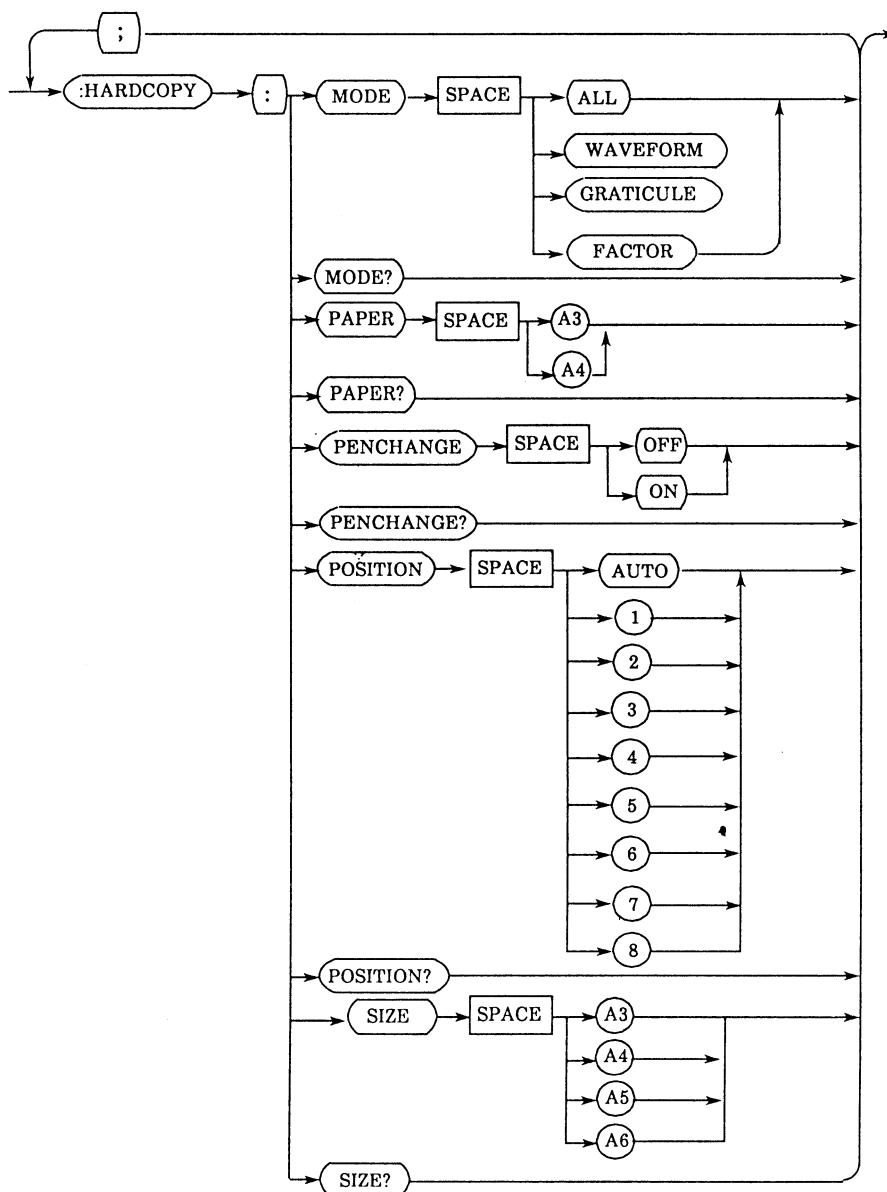 ;
:HARDCOPY : MODE SPACE ALL
WAVEFORM
GRATICULE
FACTOR
MODE?
PAPER SPACE A3
A4
PAPER?
PENCHANGE SPACE OFF
ON
PENCHANGE?
POSITION SPACE AUTO
1
2
3
4
5
6
7
8
POSITION?
SIZE SPACE A3
A4
A5
A6
SIZE?